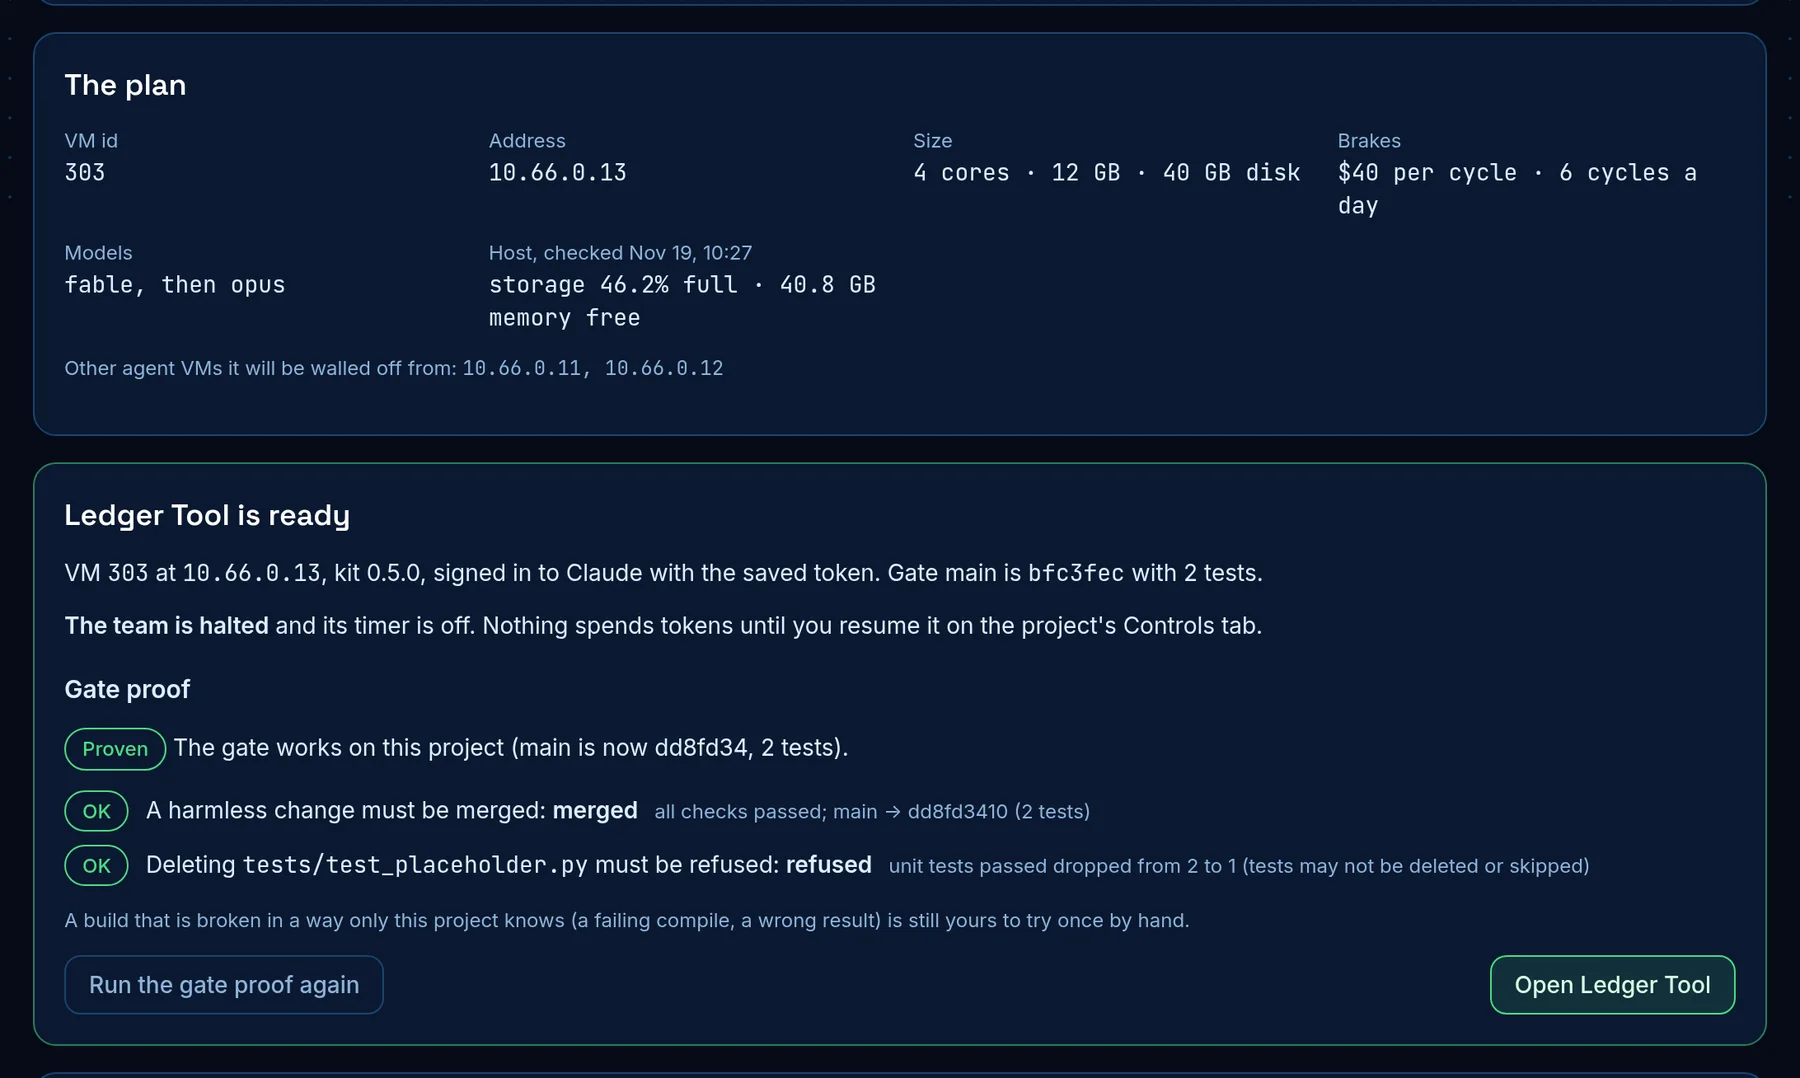 The plan
VM id
303
Address
10.66.0.13
Size
4 cores · 12 GB · 40 GB disk
Brakes
$40 per cycle · 6 cycles a
day
Models
fable, then opus
Host, checked Nov 19, 10:27
storage 46.2% full · 40.8 GB
memory free
Other agent VMs it will be walled off from: 10.66.0.11, 10.66.0.12
Ledger Tool is ready
VM 303 at 10.66.0.13, kit 0.5.0, signed in to Claude with the saved token. Gate main is bfc3fec with 2 tests.
The team is halted and its timer is off. Nothing spends tokens until you resume it on the project's Controls tab.
Gate proof
Proven The gate works on this project (main is now dd8fd34, 2 tests).
OK A harmless change must be merged: merged all checks passed; main → dd8fd3410 (2 tests)
OK Deleting tests/test_placeholder.py must be refused: refused unit tests passed dropped from 2 to 1 (tests may not be deleted or skipped)
A build that is broken in a way only this project knows (a failing compile, a wrong result) is still yours to try once by hand.
Run the gate proof again
Open Ledger Tool